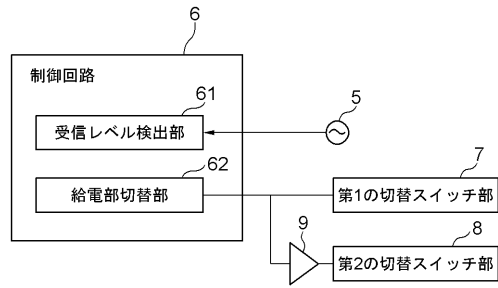 6
制御回路
61
受信レベル検出部
5
62
給電部切替部
7
第1の切替スイッチ部
9
8
第2の切替スイッチ部